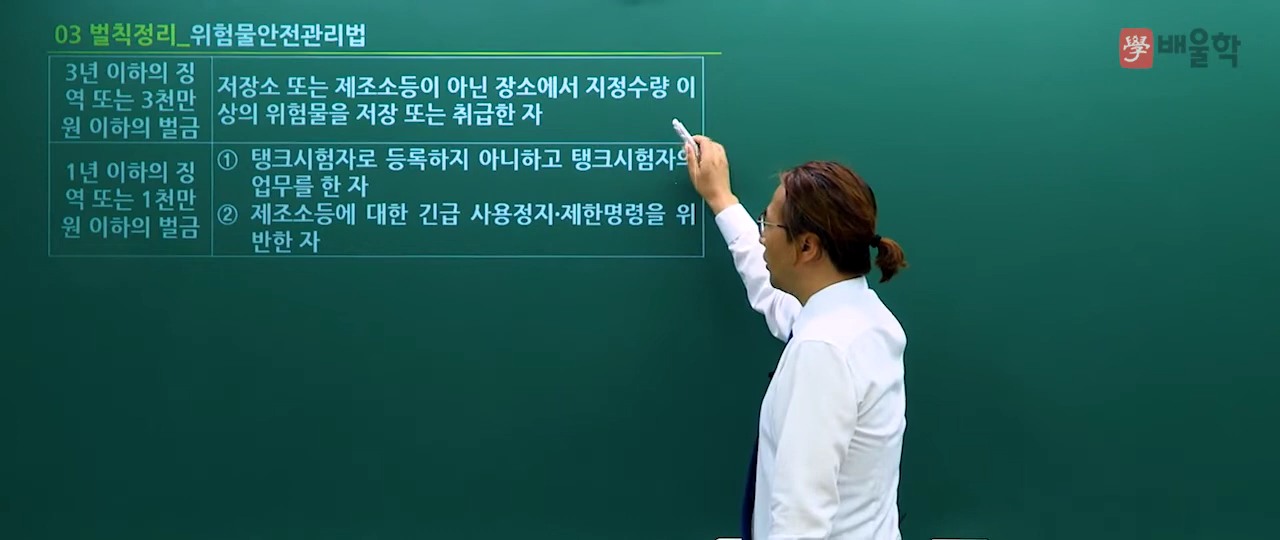 03 벌칙정리_위험물안전관리법
學 배울학
3년 이하의 징
역 또는 3천만
원 이하의 벌금
저장소 또는 제조소등이 아닌 장소에서 지정수량 이
상의 위험물을 저장 또는 취급한 자
1년 이하의 징
역 또는 1천만
원 이하의 벌금
① 탱크시험자로 등록하지 아니하고 탱크시험자의
업무를 한 자
② 제조소등에 대한 긴급 사용정지·제한명령을 위
반한 자